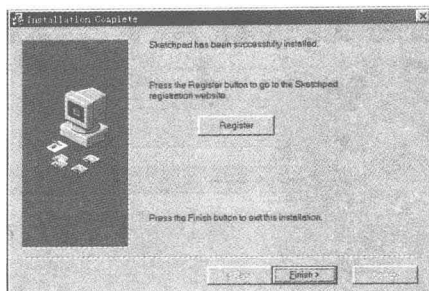 Installation Complete
Sketchpad has been successfully installed.
Press the Register button to go to the Sketchpad
registration website.
Register
Press the Finish button to exit this installation.
Finish >